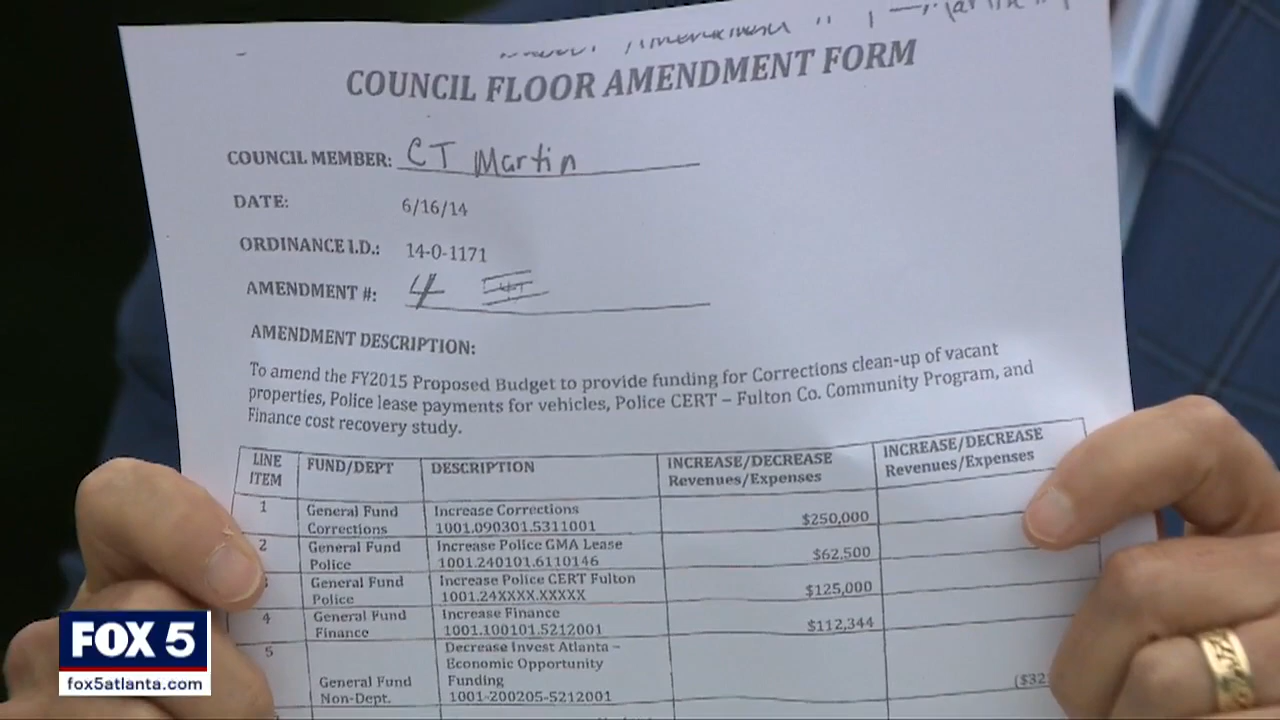 COUNCIL FLOOR AMENDMENT FORM
COUNCIL MEMBER: CT Martin
DATE: 6/16/14
ORDINANCE I.D.: 14-0-1171
AMENDMENT #: 4
AMENDMENT DESCRIPTION:
To amend the FY2015 Proposed Budget to provide funding for Corrections clean-up of vacant
properties, Police lease payments for vehicles, Police CERT – Fulton Co. Community Program, and
Finance cost recovery study.
LINE ITEM FUND/DEPT DESCRIPTION INCREASE/DECREASE Revenues/Expenses INCREASE/DECREASE Revenues/Expenses
1 General Fund Corrections Increase Corrections 1001.090301.5311001 $250,000
2 General Fund Police Increase Police GMA Lease 1001.240101.6110146 $62,500
General Fund Police Increase Police CERT Fulton 1001.24XXXX.XXXXX $125,000
4 General Fund Finance Increase Finance 1001.100101.5212001 $112,344
5 General Fund Non-Dept. Decrease Invest Atlanta – Economic Opportunity Funding 1001-200205-5212001 ($32
FOX 5
fox5atlanta.com